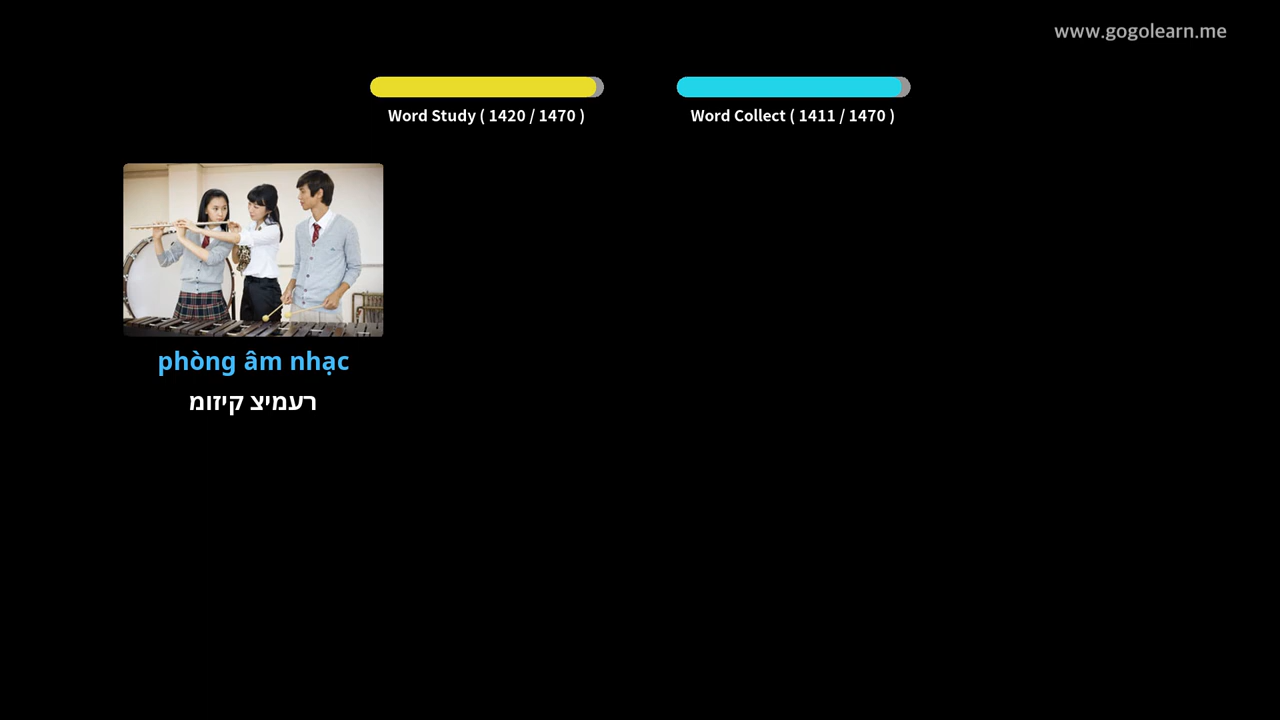 www.gogolearn.me
Word Study ( 1420 / 1470 )
Word Collect ( 1411 / 1470 )
phòng âm nhạc
רעמיצ קיזומ